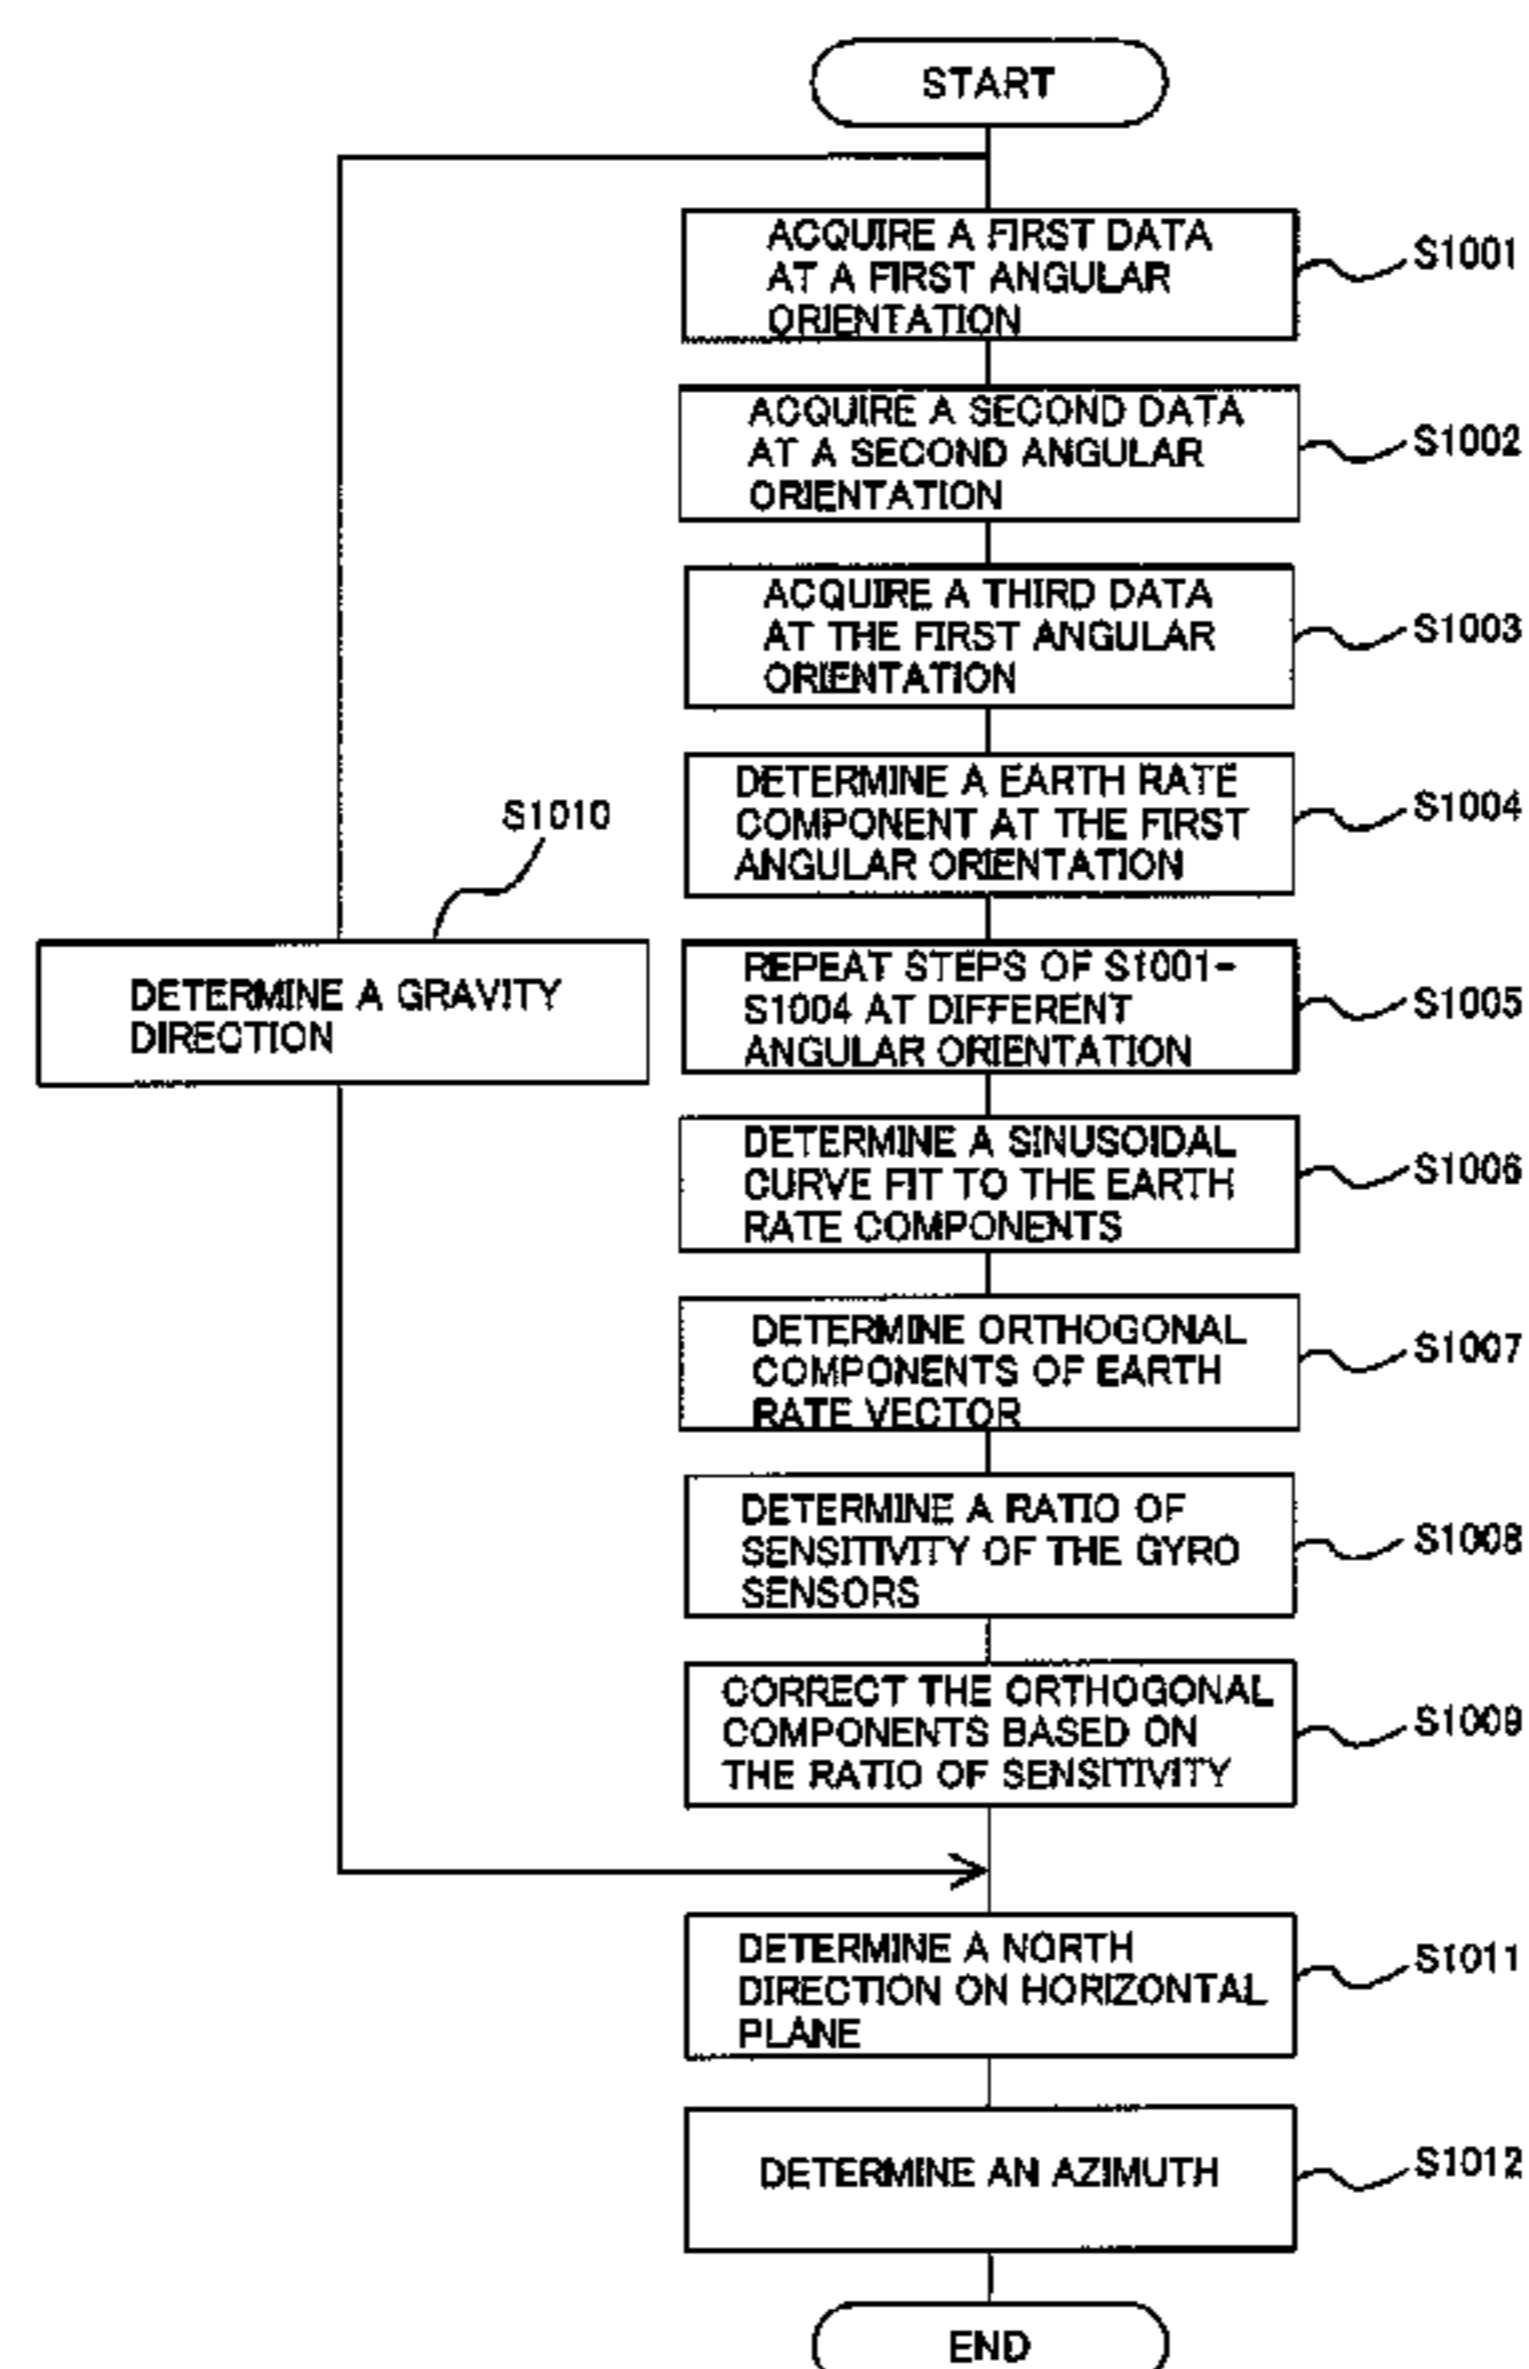 START
ACQUIRE A FIRST DATA
AT A FIRST ANGULAR
ORIENTATION
S1001
ACQUIRE A SECOND DATA
AT A SECOND ANGULAR
ORIENTATION
S1002
ACQUIRE A THIRD DATA
AT THE FIRST ANGULAR
ORIENTATION
S1003
DETERMINE A EARTH RATE
COMPONENT AT THE FIRST
ANGULAR ORIENTATION
S1004
S1010
DETERMINE A GRAVITY
DIRECTION
REPEAT STEPS OF S1001-
S1004 AT DIFFERENT
ANGULAR ORIENTATION
S1005
DETERMINE A SINUSOIDAL
CURVE FIT TO THE EARTH
RATE COMPONENTS
S1006
DETERMINE ORTHOGONAL
COMPONENTS OF EARTH
RATE VECTOR
S1007
DETERMINE A RATIO OF
SENSITIVITY OF THE GYRO
SENSORS
S1008
CORRECT THE ORTHOGONAL
COMPONENTS BASED ON
THE RATIO OF SENSITIVITY
S1009
DETERMINE A NORTH
DIRECTION ON HORIZONTAL
PLANE
S1011
DETERMINE AN AZIMUTH
S1012
END